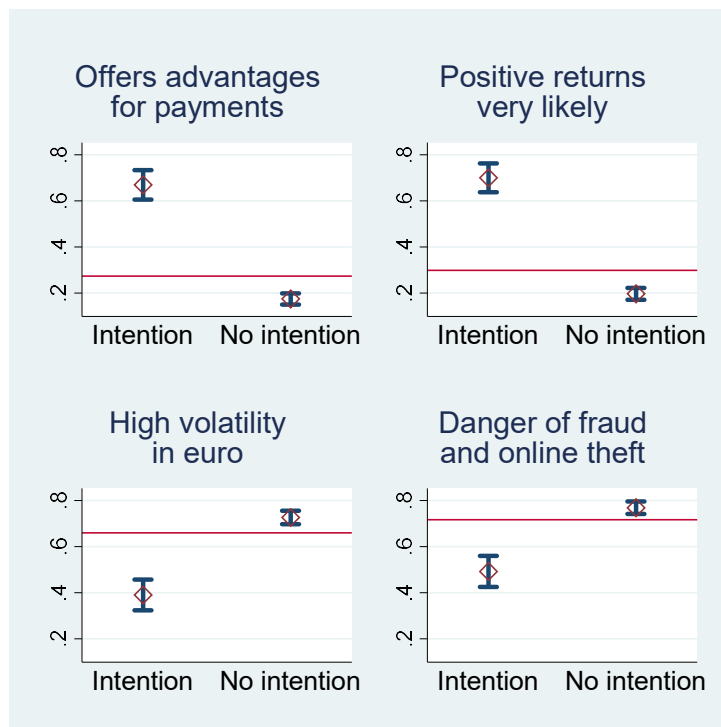 Offers advantages
for payments
.8
.6
.4
.2
Intention No intention
Positive returns
very likely
.8
.6
.4
.2
Intention No intention
High volatility
in euro
.8
.6
.4
.2
Intention No intention
Danger of fraud
and online theft
.8
.6
.4
.2
Intention No intention